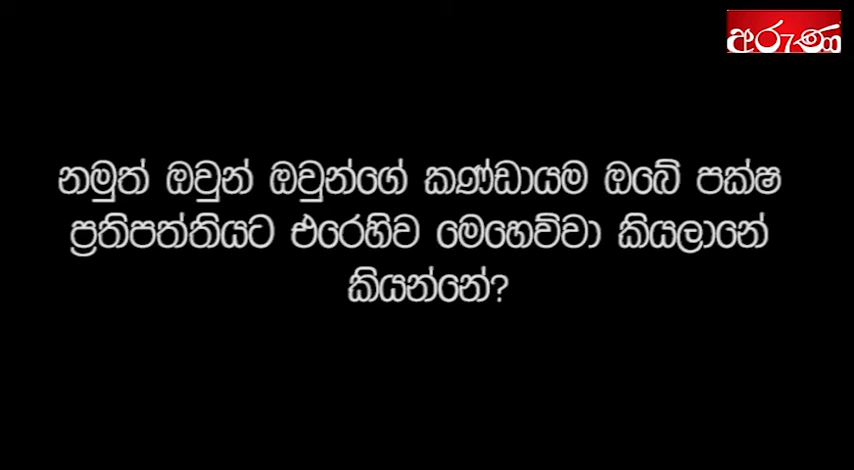 අරුණ
නමුත් ඔවුන් ඔවුන්ගේ කණ්ඩායම ඔබේ පක්ෂ
ප්‍රතිපත්තියට එරෙහිව මෙහෙව්වා කියලානේ
කියන්නේ?